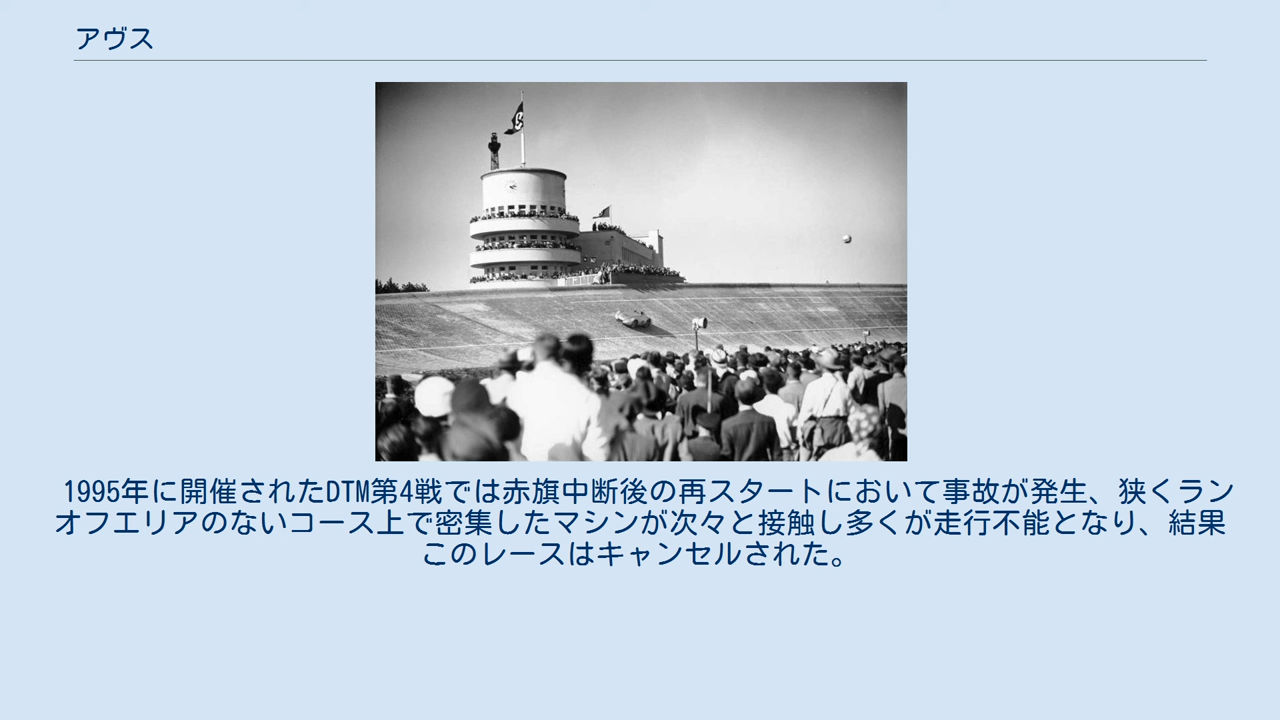 アヴス
1995年に開催されたDTM第4戦では赤旗中断後の再スタートにおいて事故が発生、狭くラン
オフエリアのないコース上で密集したマシンが次々と接触し多くが走行不能となり、結果
このレースはキャンセルされた。